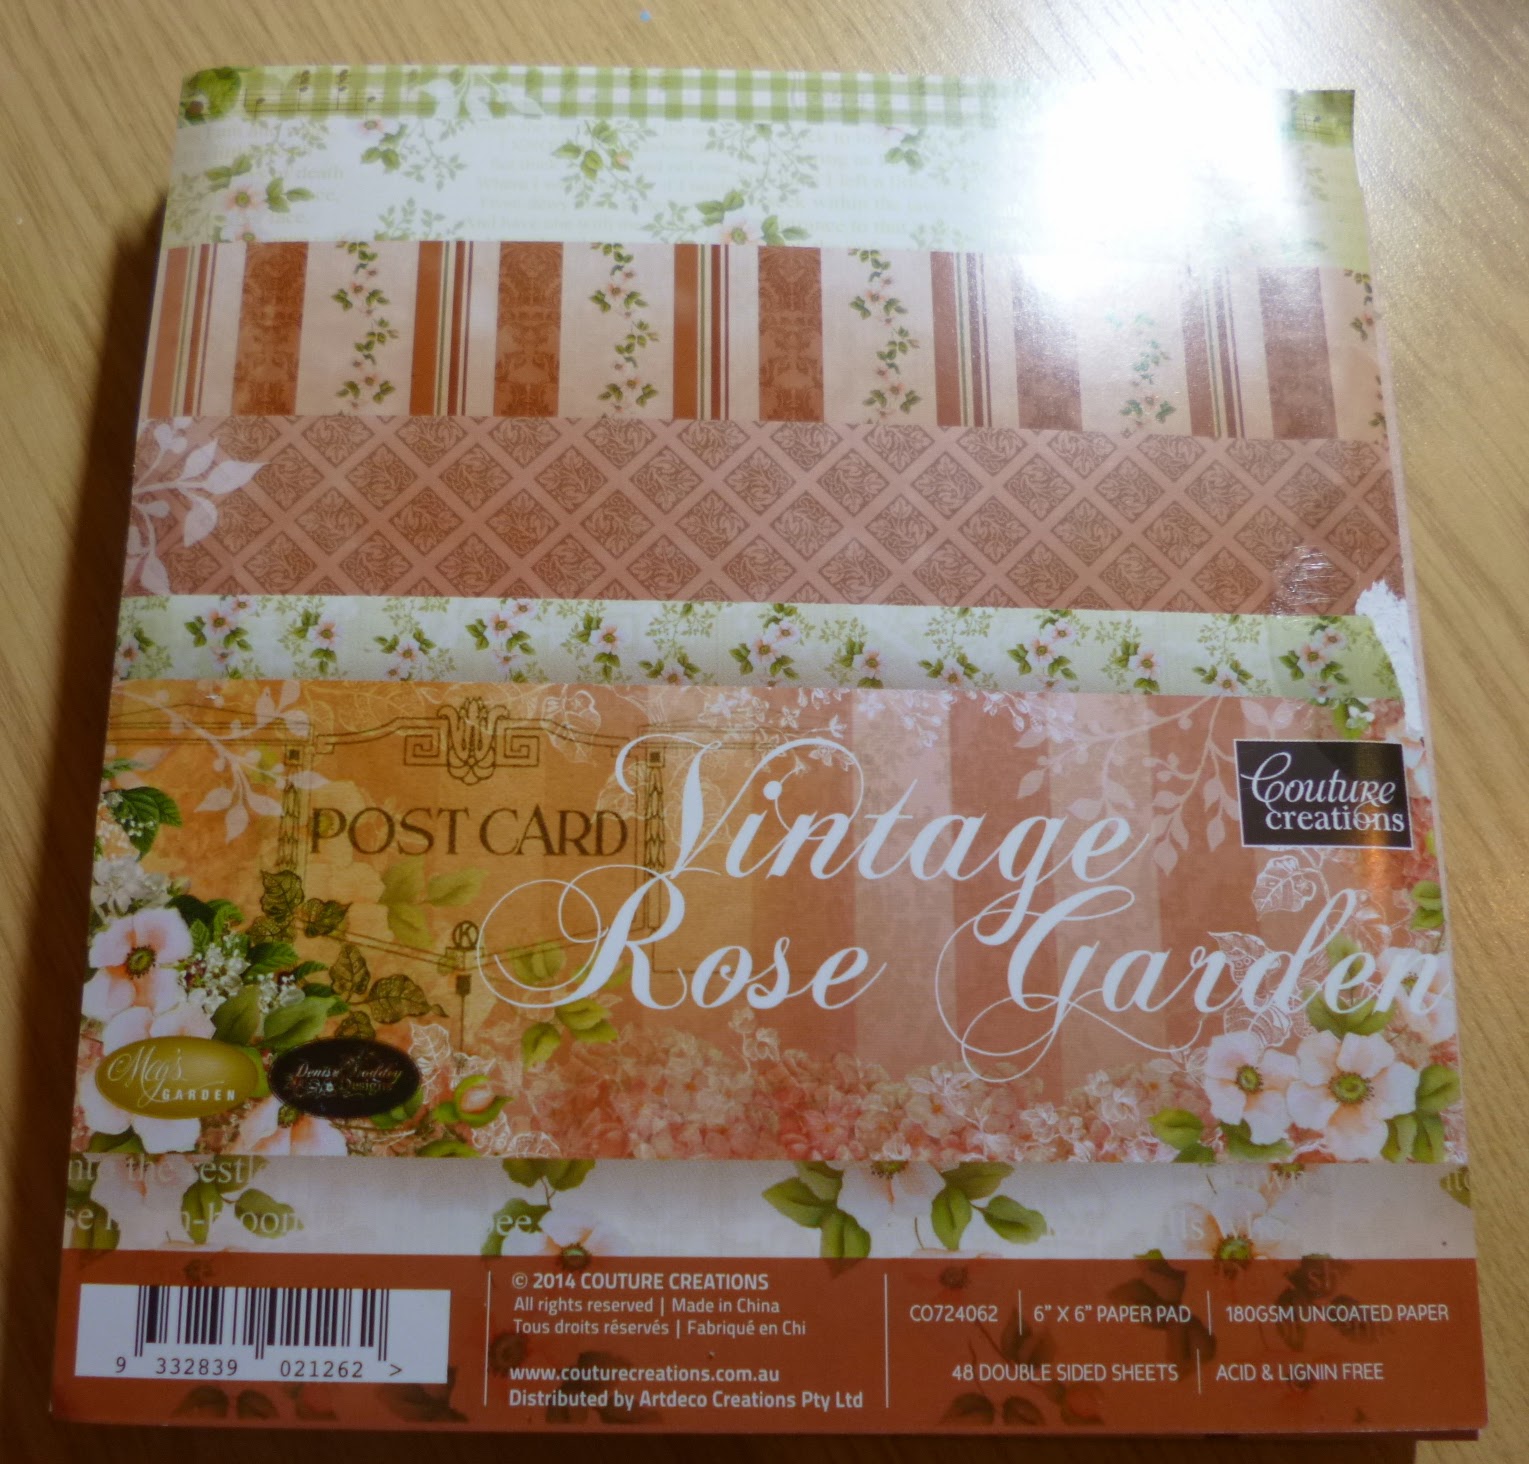 POST CARD
Vintage
Rose Garden
Couture
creations
Meg's
GARDEN
Designs
© 2014 COUTURE CREATIONS
All rights reserved | Made in China
Tous droits réservés | Fabriqué en Chi
www.couturecreations.com.au
Distributed by Artdeco Creations Pty Ltd
CO724062 | 6" X 6" PAPER PAD | 180GSM UNCOATED PAPER
48 DOUBLE SIDED SHEETS | ACID & LIGNIN FREE
9 332839 021262 >